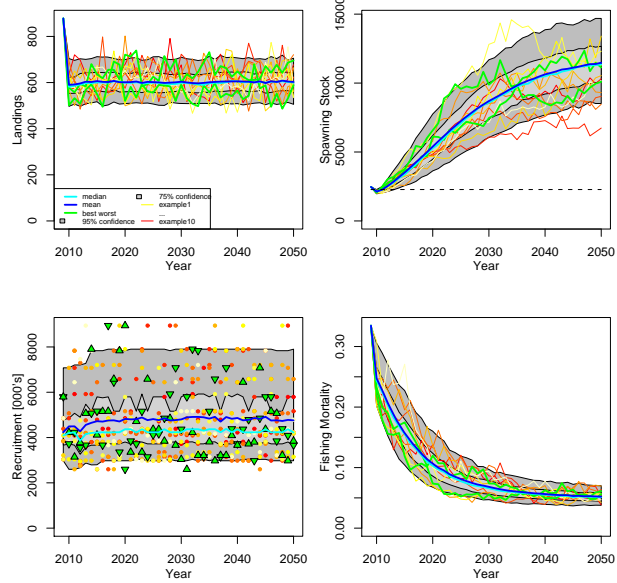 800
600
400
200
0
Landings
median
mean
best worst
95% confidence
75% confidence
example1
...
example10
2010 2020 2030 2040 2050
Year
15000
10000
5000
0
Spawning Stock
2010 2020 2030 2040 2050
Year
8000
6000
4000
2000
0
Recruitment [000's]
2010 2020 2030 2040 2050
Year
0.30
0.20
0.10
0.00
Fishing Mortality
2010 2020 2030 2040 2050
Year